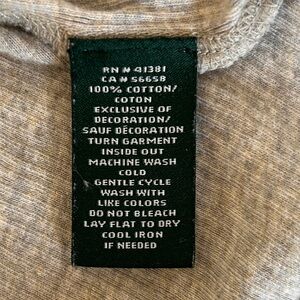 RN # 41381
CA # 56658
100% COTTON/
COTON
EXCLUSIVE OF
DECORATION/
SAUF DÉCORATION
TURN GARMENT
INSIDE OUT
MACHINE WASH
COLD
GENTLE CYCLE
WASH WITH
LIKE COLORS
DO NOT BLEACH
LAY FLAT TO DRY
COOL IRON
IF NEEDED